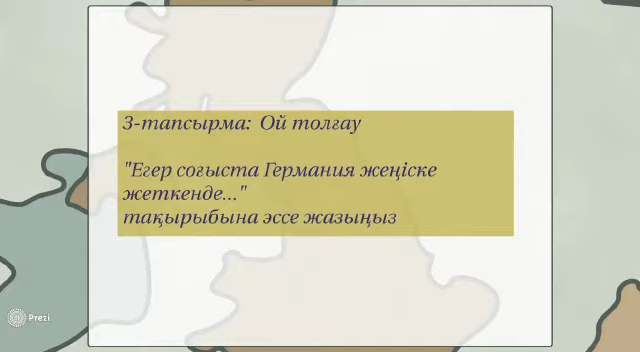 3-тапсырма: Ой толғау
"Егер соғыста Германия жеңіске
жеткенде..."
тақырыбына эссе жазыңыз
Prezi